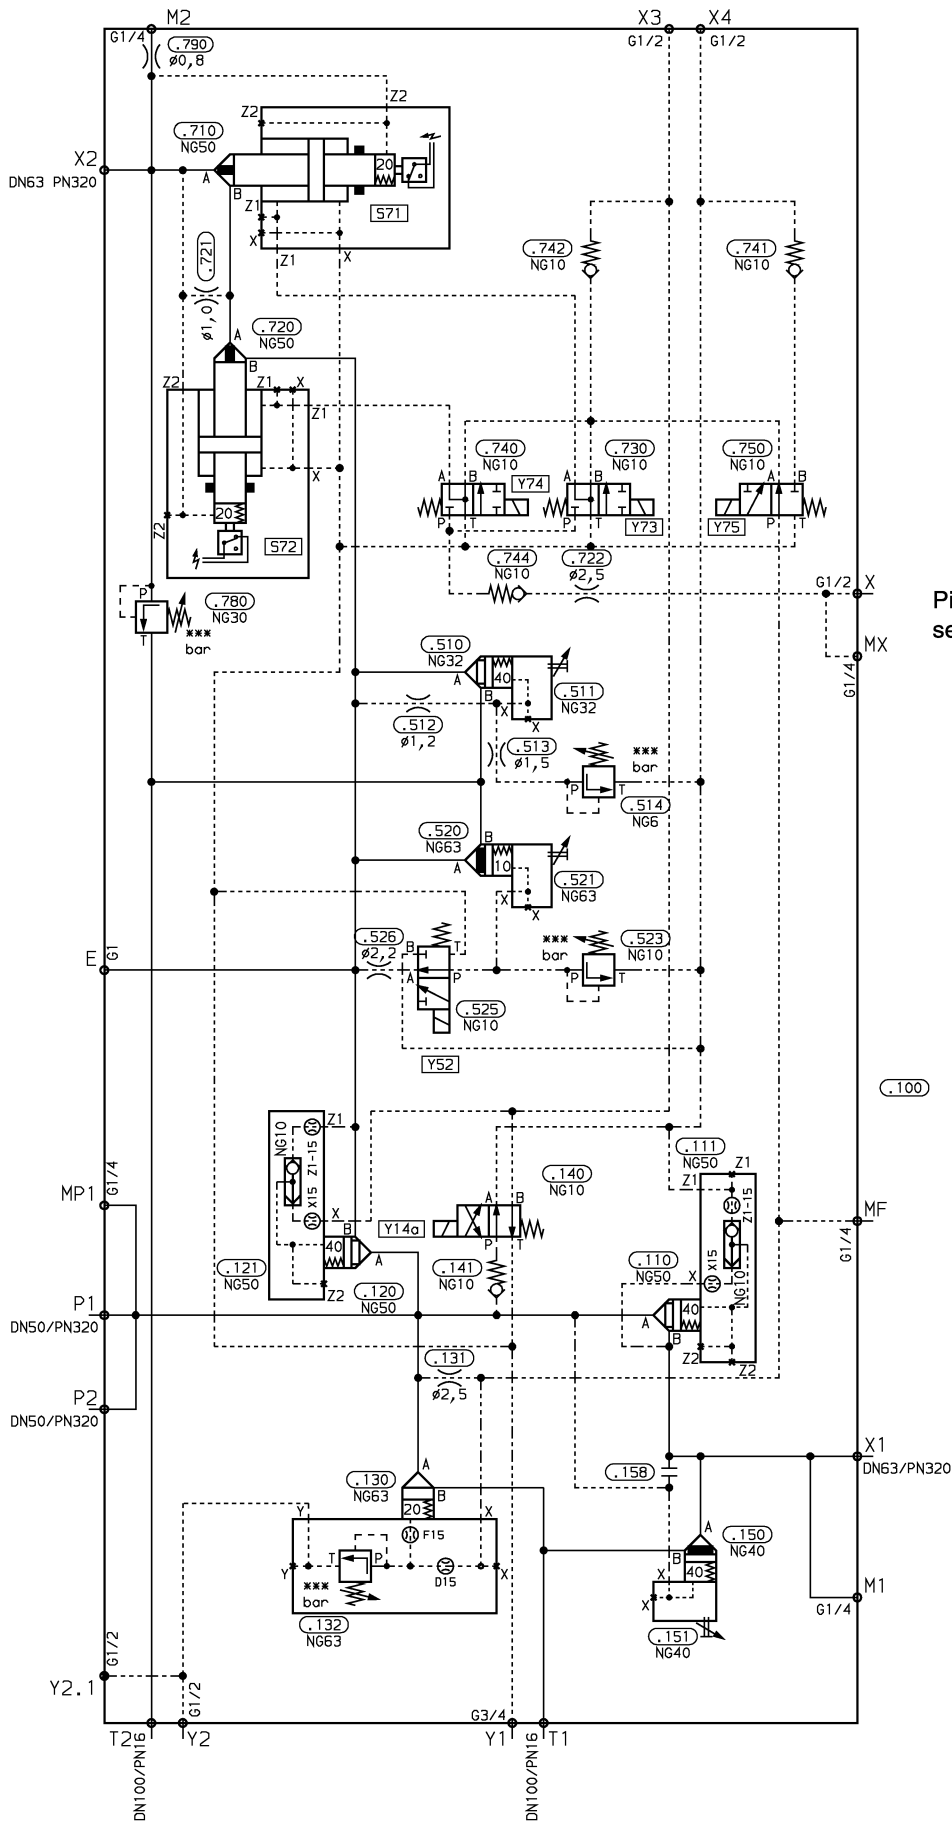 M2
X3
X4
G1/4
G1/2
G1/2
.790
ø0,8
Z2
Z2
.710
NG50
X2
A
20
DN63 PN320
B
Z1
S71
X
Z1
X
.742
NG10
.741
NG10
.721
ø1,0
A
.720
NG50
B
Z2
Z1
X
Z1
X
20
Z2
S72
A
B
.740
NG10
Y74
A
B
.730
NG10
.750
NG10
A
B
P
T
P
T
Y73
Y75
P
T
.744
NG10
.722
ø2,5
G1/2
X
Pi
se
MX
G1/4
P
.780
NG30
T
***
bar
.510
NG32
A
40
B
X
X
.511
NG32
.512
ø1,2
.513
ø1,5
***
bar
P
T
.514
NG6
.520
NG63
B
A
10
X
X
.521
NG63
E
G1
.526
ø2,2
B
T
A
P
***
bar
.523
NG10
P
T
.525
NG10
Y52
.100
NG10
Z1
Z1-15
X15
X
.111
NG50
Z1
Z1
Z1-15
MP1
G1/4
.140
NG10
A
B
Y14a
P
T
MF
G1/4
B
40
A
.121
NG50
Z2
.120
NG50
.141
NG10
.110
NG50
X
X15
NG10
40
A
B
Z2
Z2
P1
DN50/PN320
.131
ø2,5
P2
DN50/PN320
X1
DN63/PN320
.158
A
.130
NG63
B
20
Y
X
F15
T
P
Y
D15
X
***
bar
.132
NG63
A
.150
NG40
B
40
X
X
.151
NG40
M1
G1/4
G1/2
Y2.1
G1/2
G3/4
T2
Y2
Y1
T1
DN100/PN16
DN100/PN16